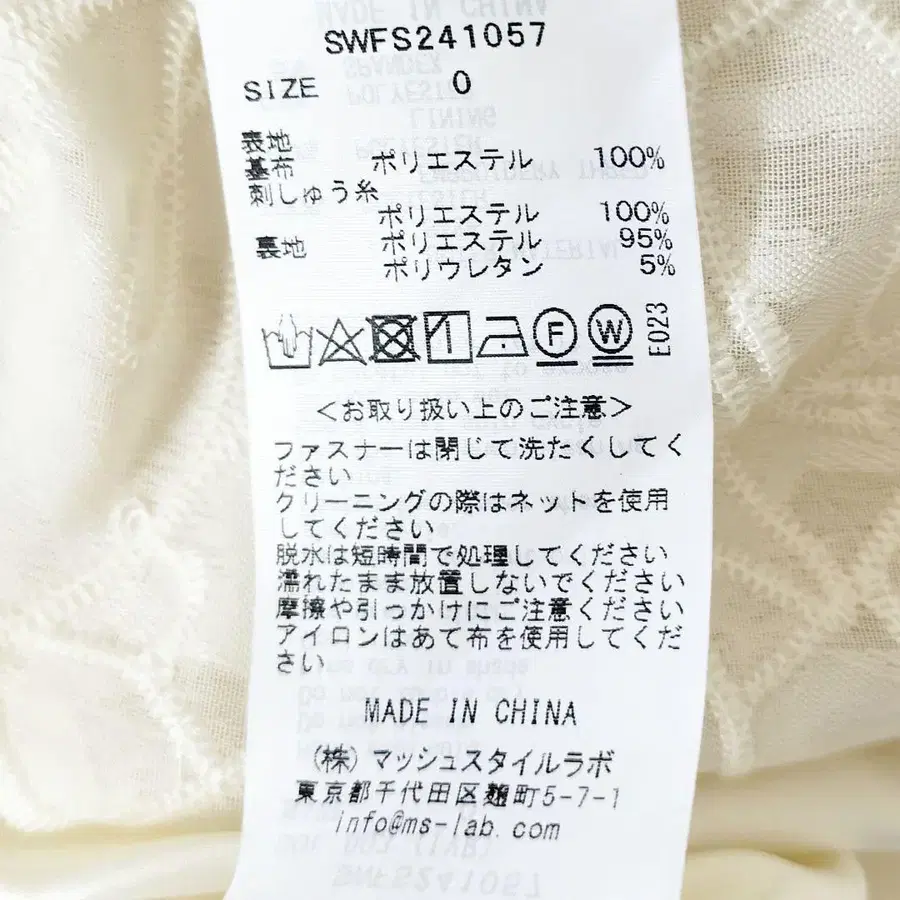 SWFS241057
SIZE 0
表地
基布 ポリエステル 100%
刺しゅう糸
ポリエステル 100%
裏地 ポリエステル 95%
ポリウレタン 5%
F W E023
<お取り扱い上のご注意>
ファスナーは閉じて洗たくしてく
ださい
クリーニングの際はネットを使用
してください
脱水は短時間で処理してください
濡れたまま放置しないでください
摩擦や引っかけにご注意ください
アイロンはあて布を使用してくだ
さい
MADE IN CHINA
(株)マッシュスタイルラボ
東京都千代田区麹町5-7-1
info@ms-lab.com